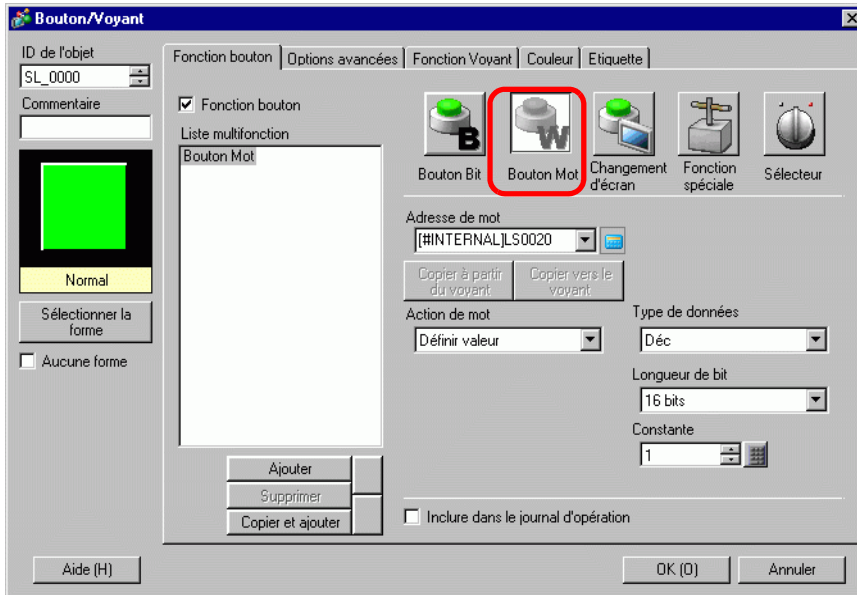 Bouton/Voyant
ID de l'objet
SL_0000
Commentaire
Normal
Sélectionner la
forme
Aucune forme
Fonction bouton
Options avancées
Fonction Voyant
Couleur
Etiquette
Fonction bouton
Liste multifonction
Bouton Mot
Ajouter
Supprimer
Copier et ajouter
B
W
Bouton Bit
Bouton Mot
Changement
d'écran
Fonction
spéciale
Sélecteur
Adresse de mot
[#INTERNAL]LS0020
Copier à partir
du voyant
Copier vers le
voyant
Action de mot
Définir valeur
Type de données
Déc
Longueur de bit
16 bits
Constante
1
Inclure dans le journal d'opération
Aide (H)
OK (O)
Annuler